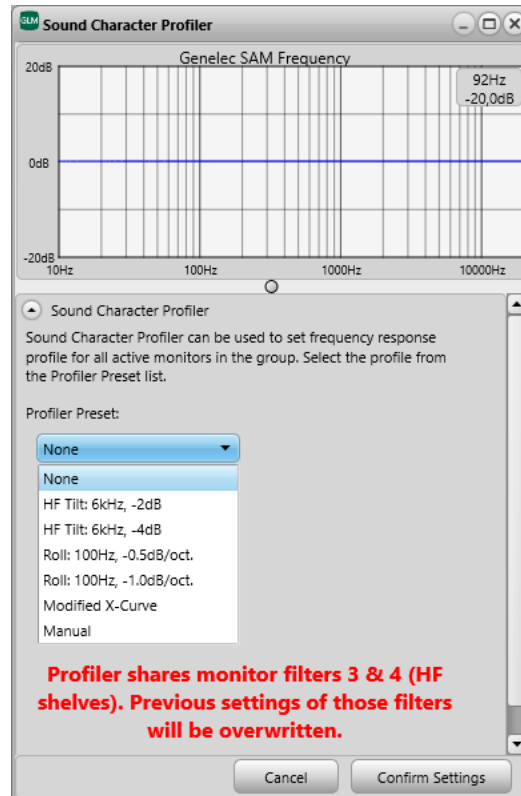 GLM Sound Character Profiler
Genelec SAM Frequency
20dB
92Hz
-20,0dB
0dB
-20dB
10Hz 100Hz 1000Hz 10000Hz
Sound Character Profiler
Sound Character Profiler can be used to set frequency response
profile for all active monitors in the group. Select the profile from
the Profiler Preset list.
Profiler Preset:
None
None
HF Tilt: 6kHz, -2dB
HF Tilt: 6kHz, -4dB
Roll: 100Hz, -0.5dB/oct.
Roll: 100Hz, -1.0dB/oct.
Modified X-Curve
Manual
Profiler shares monitor filters 3 & 4 (HF
shelves). Previous settings of those filters
will be overwritten.
Cancel Confirm Settings